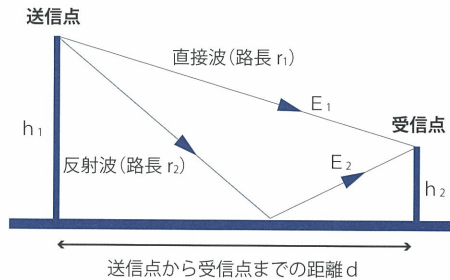 送信点
直接波（路長 r₁）
E₁
受信点
h₁
反射波（路長 r₂）
E₂
h₂
送信点から受信点までの距離 d